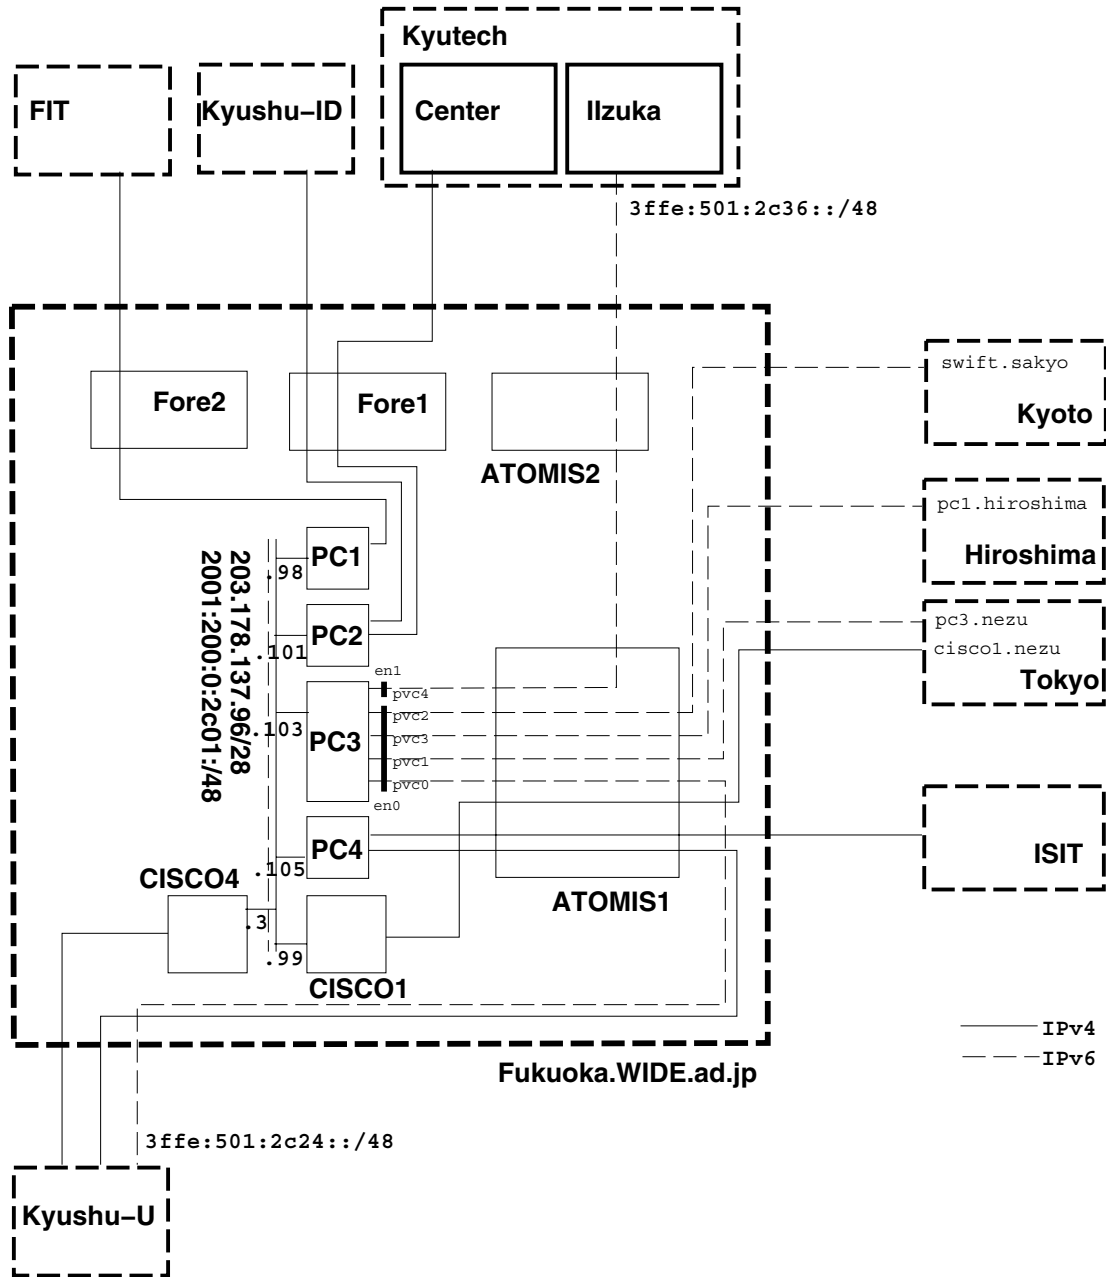 Kyutech
FIT
Kyushu–ID
Center
IIzuka
3ffe:501:2c36::/48
swift.sakyo
Kyoto
Fore2
Fore1
ATOMIS2
pc1.hiroshima
Hiroshima
203.178.137.96/28
2001:200:0:2c01:/48
PC1
.98
PC2
.101
pc3.nezu
cisco1.nezu
Tokyo
en1
pvc4
pvc2
PC3
.103
pvc3
pvc1
pvc0
en0
PC4
.105
ISIT
CISCO4
ATOMIS1
.3
.99
CISCO1
IPv4
IPv6
Fukuoka.WIDE.ad.jp
3ffe:501:2c24::/48
Kyushu–U